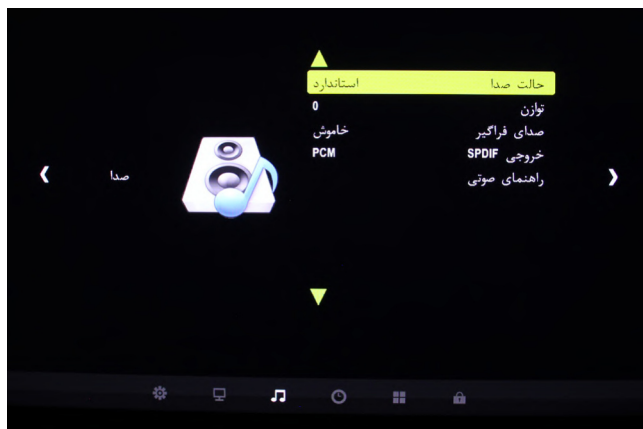 حالت صدا استاندارد
توازن 0
صدای فراگیر خاموش
خروجی SPDIF PCM
راهنمای صوتی
صدا